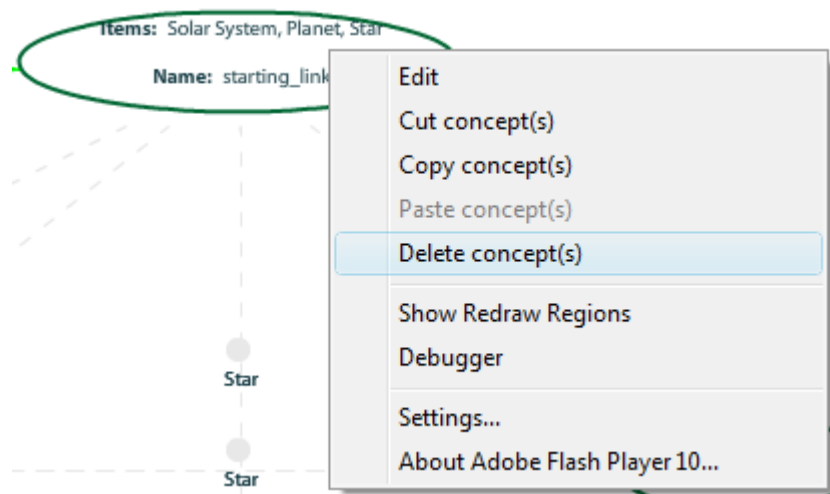 Items: Solar System, Planet, Star
Name: starting_link
Edit
Cut concept(s)
Copy concept(s)
Paste concept(s)
Delete concept(s)
Show Redraw Regions
Debugger
Settings...
About Adobe Flash Player 10...
Star
Star